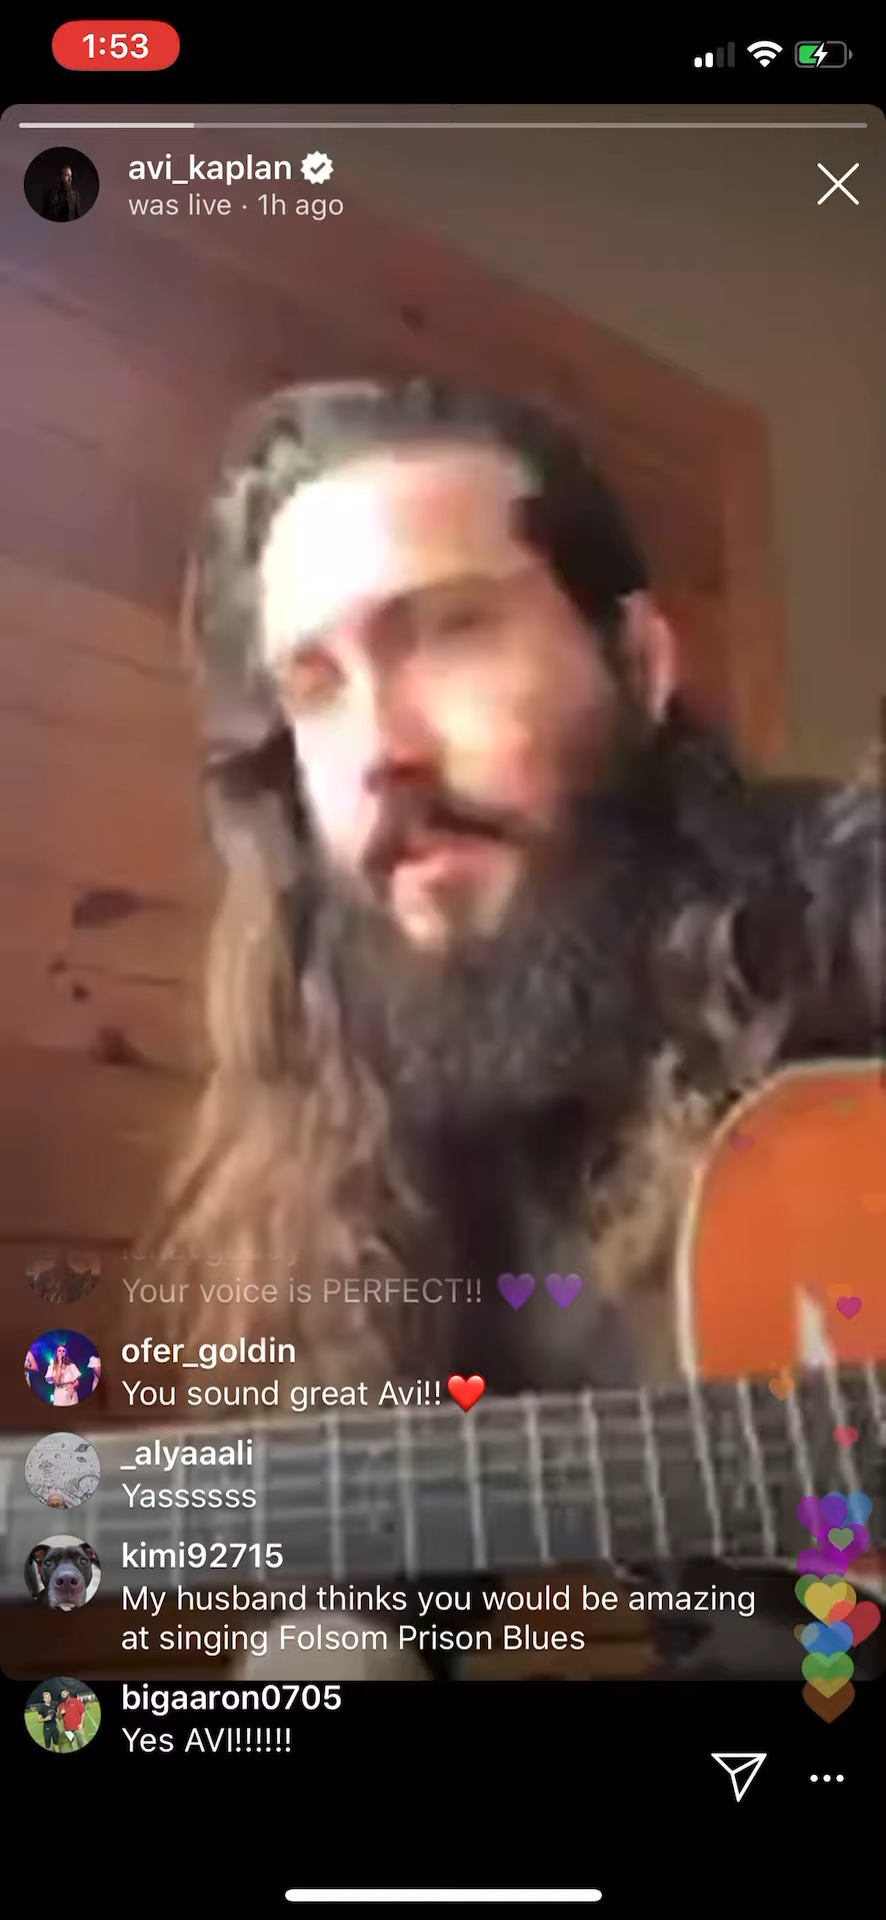 1:53
avi_kaplan
was live · 1h ago
Your voice is PERFECT!! 💜 💜
ofer_goldin
You sound great Avi!!❤️
_alyaaali
Yassssss
kimi92715
My husband thinks you would be amazing
at singing Folsom Prison Blues
bigaaron0705
Yes AVI!!!!!!